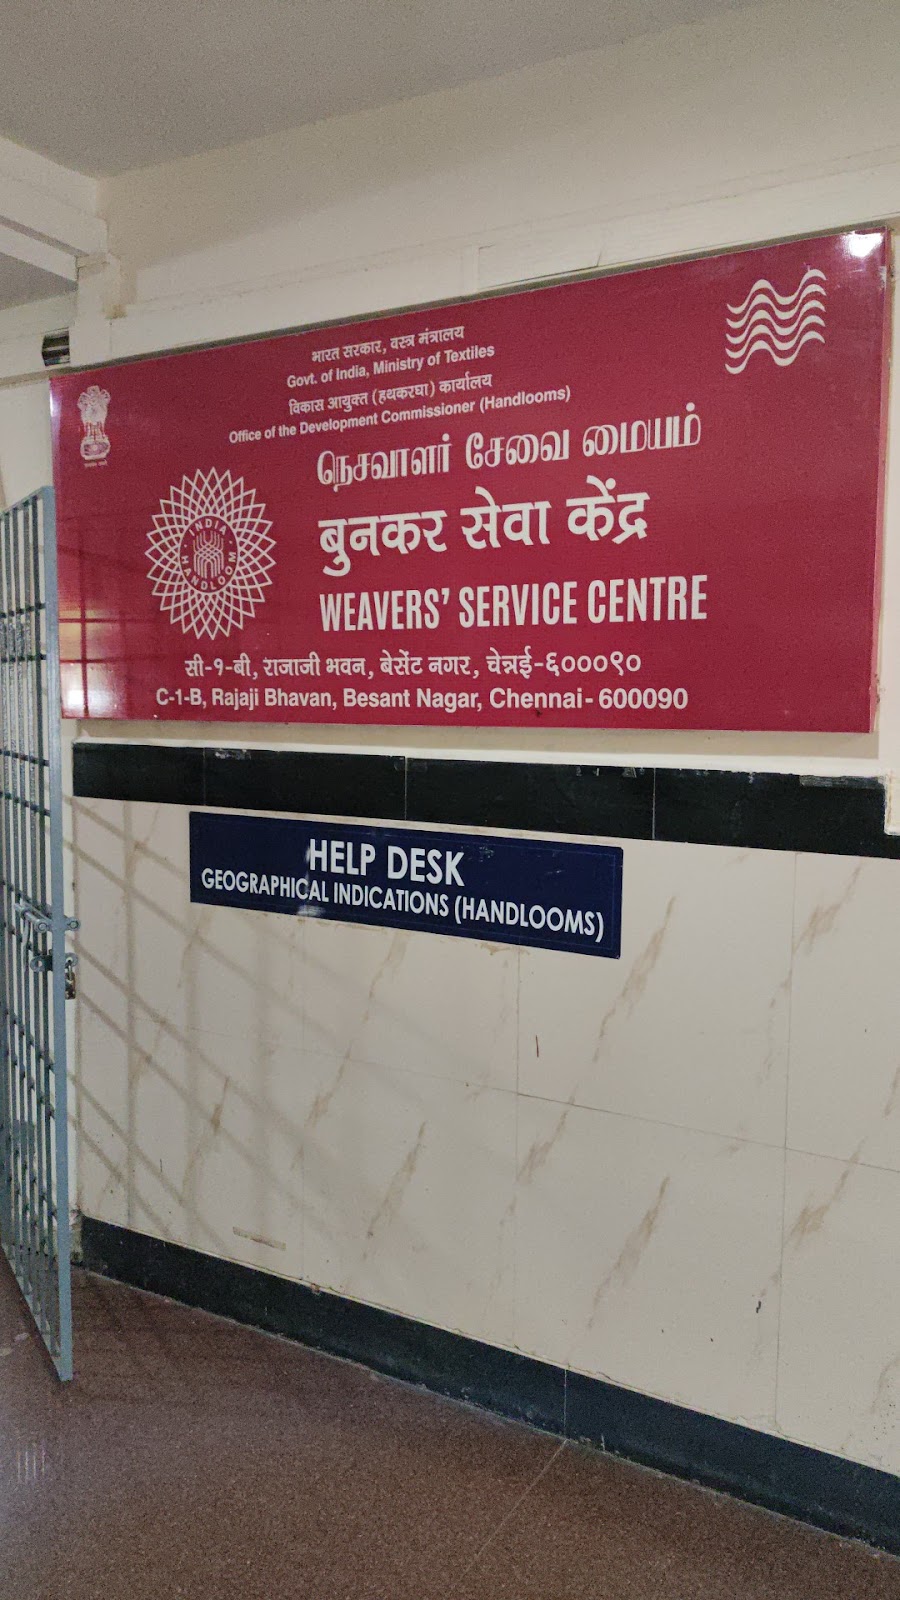 भारत सरकार, वस्त्र मंत्रालय
Govt. of India, Ministry of Textiles
विकास आयुक्त (हथकरघा) कार्यालय
Office of the Development Commissioner (Handlooms)
நெசவாளர் சேவை மையம்
बुनकर सेवा केंद्र
WEAVERS' SERVICE CENTRE
INDIA
HANDLOOM
सी-१-बी, राजाजी भवन, बेसेंट नगर, चेन्नई-६०००९०
C-1-B, Rajaji Bhavan, Besant Nagar, Chennai- 600090
HELP DESK
GEOGRAPHICAL INDICATIONS (HANDLOOMS)